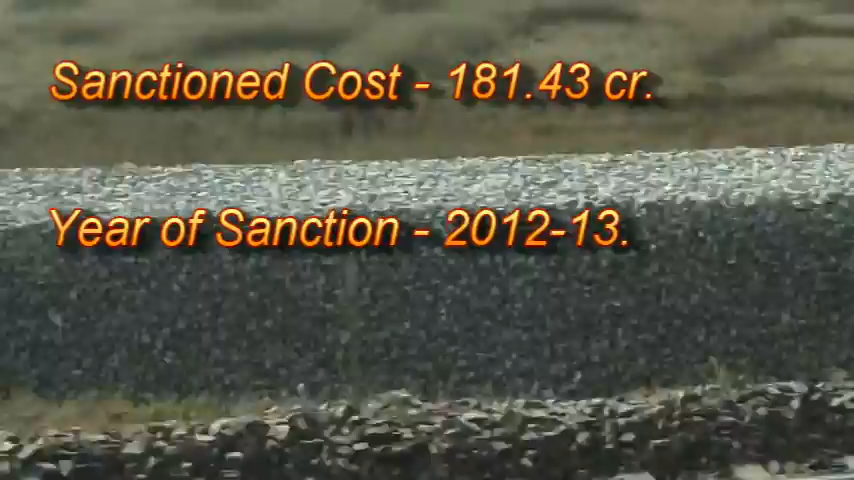 Sanctioned Cost - 181.43 cr.
Year of Sanction - 2012-13.